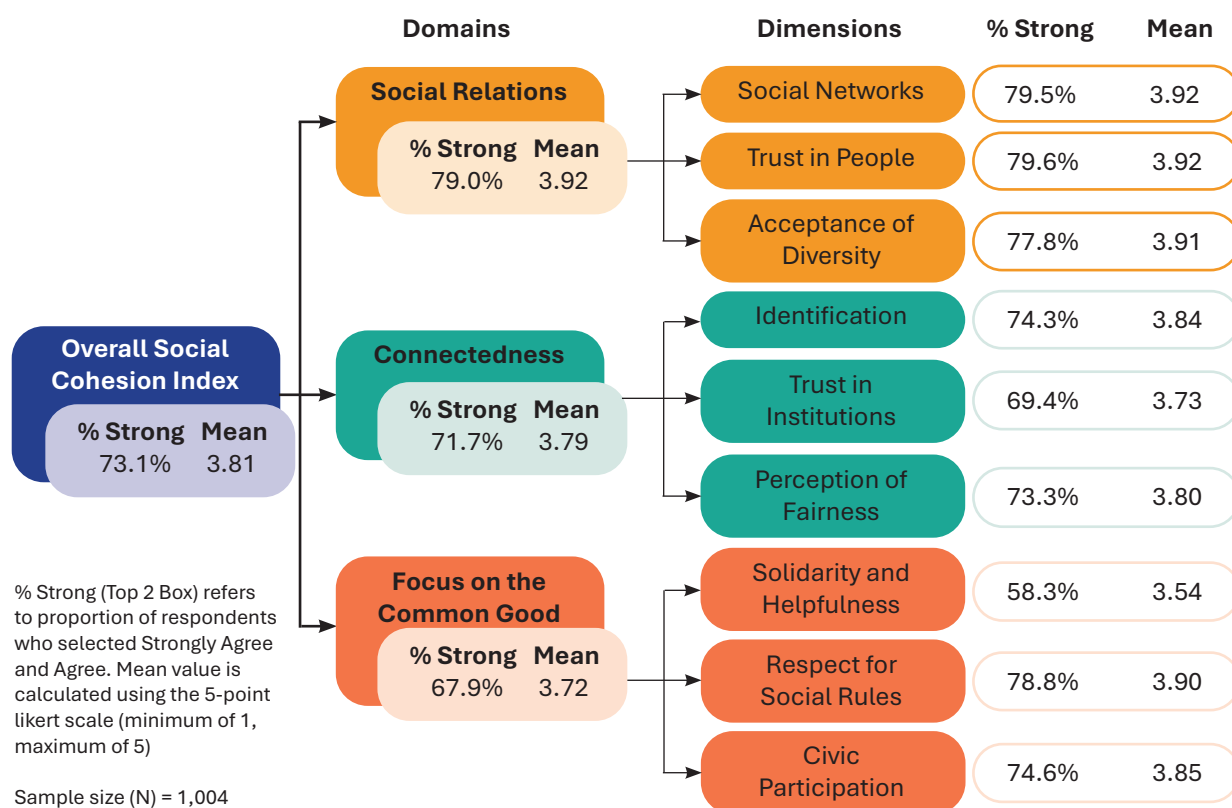 Domains
Dimensions
% Strong
Mean
Overall Social
Cohesion Index
% Strong Mean
73.1% 3.81
Social Relations
% Strong Mean
79.0% 3.92
Social Networks
79.5% 3.92
Trust in People
79.6% 3.92
Acceptance of
Diversity
77.8% 3.91
Connectedness
% Strong Mean
71.7% 3.79
Identification
74.3% 3.84
Trust in
Institutions
69.4% 3.73
Perception of
Fairness
73.3% 3.80
Focus on the
Common Good
% Strong Mean
67.9% 3.72
Solidarity and
Helpfulness
58.3% 3.54
Respect for
Social Rules
78.8% 3.90
Civic
Participation
74.6% 3.85
% Strong (Top 2 Box) refers
to proportion of respondents
who selected Strongly Agree
and Agree. Mean value is
calculated using the 5-point
likert scale (minimum of 1,
maximum of 5)
Sample size (N) = 1,004